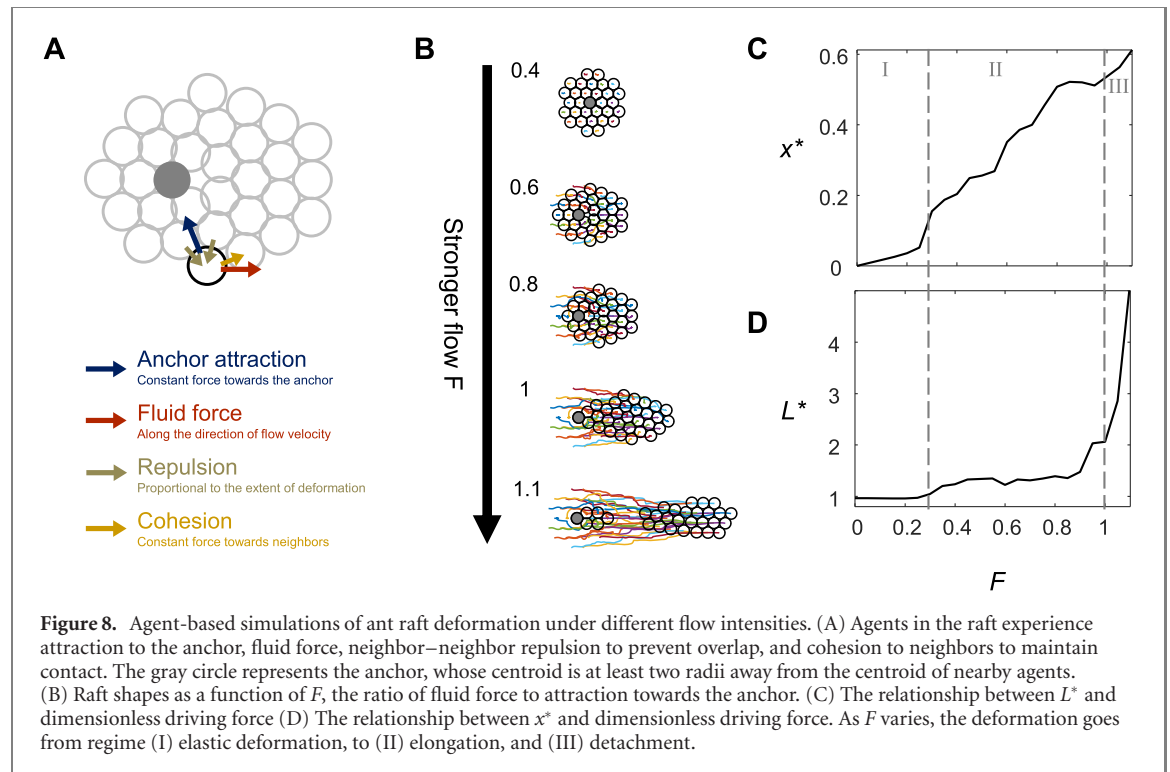 A
Anchor attraction
Constant force towards the anchor
Fluid force
Along the direction of flow velocity
Repulsion
Proportional to the extent of deformation
Cohesion
Constant force towards neighbors
B
Stronger flow F
0.4
0.6
0.8
1
1.1
C
x*
0.6
0.4
0.2
0
I
II
III
D
L*
4
3
2
1
0
0.2
0.4
0.6
0.8
1
F
Figure 8. Agent-based simulations of ant raft deformation under different flow intensities. (A) Agents in the raft experience
attraction to the anchor, fluid force, neighbor–neighbor repulsion to prevent overlap, and cohesion to neighbors to maintain
contact. The gray circle represents the anchor, whose centroid is at least two radii away from the centroid of nearby agents.
(B) Raft shapes as a function of F, the ratio of fluid force to attraction towards the anchor. (C) The relationship between L* and
dimensionless driving force (D) The relationship between x* and dimensionless driving force. As F varies, the deformation goes
from regime (I) elastic deformation, to (II) elongation, and (III) detachment.